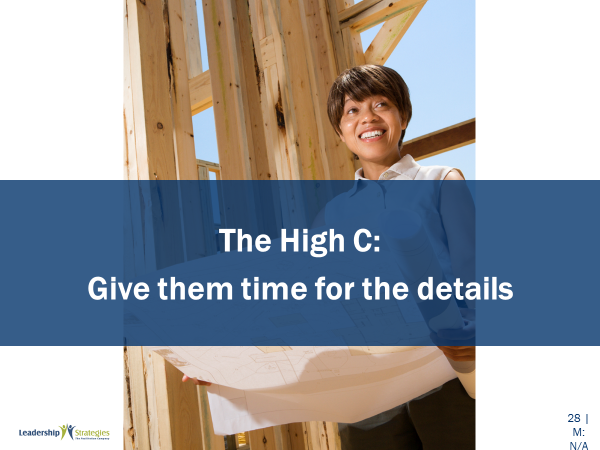 The High C:
Give them time for the details
Leadership Strategies
The Facilitation Company
28 |
M:
N/A